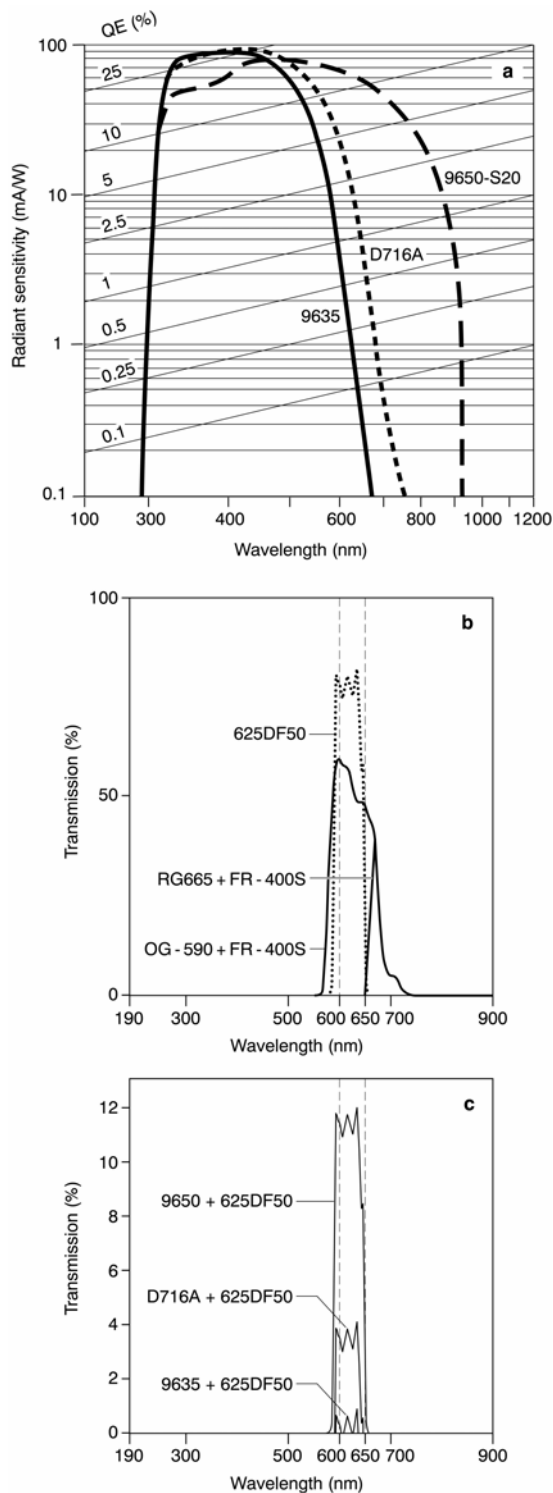 QE (%)
100
25
10
10
5
2.5
1
1
0.5
0.25
0.1
0.1
a
9650-S20
D716A
9635
Radiant sensitivity (mA/W)
100
300
400
600
800
1000
1200
Wavelength (nm)
b
100
50
0
Transmission (%)
625DF50
RG665 + FR - 400S
OG - 590 + FR - 400S
190
300
500
600
650
700
900
Wavelength (nm)
c
12
10
8
6
4
2
0
Transmission (%)
9650 + 625DF50
D716A + 625DF50
9635 + 625DF50
190
300
500
600
650
700
900
Wavelength (nm)